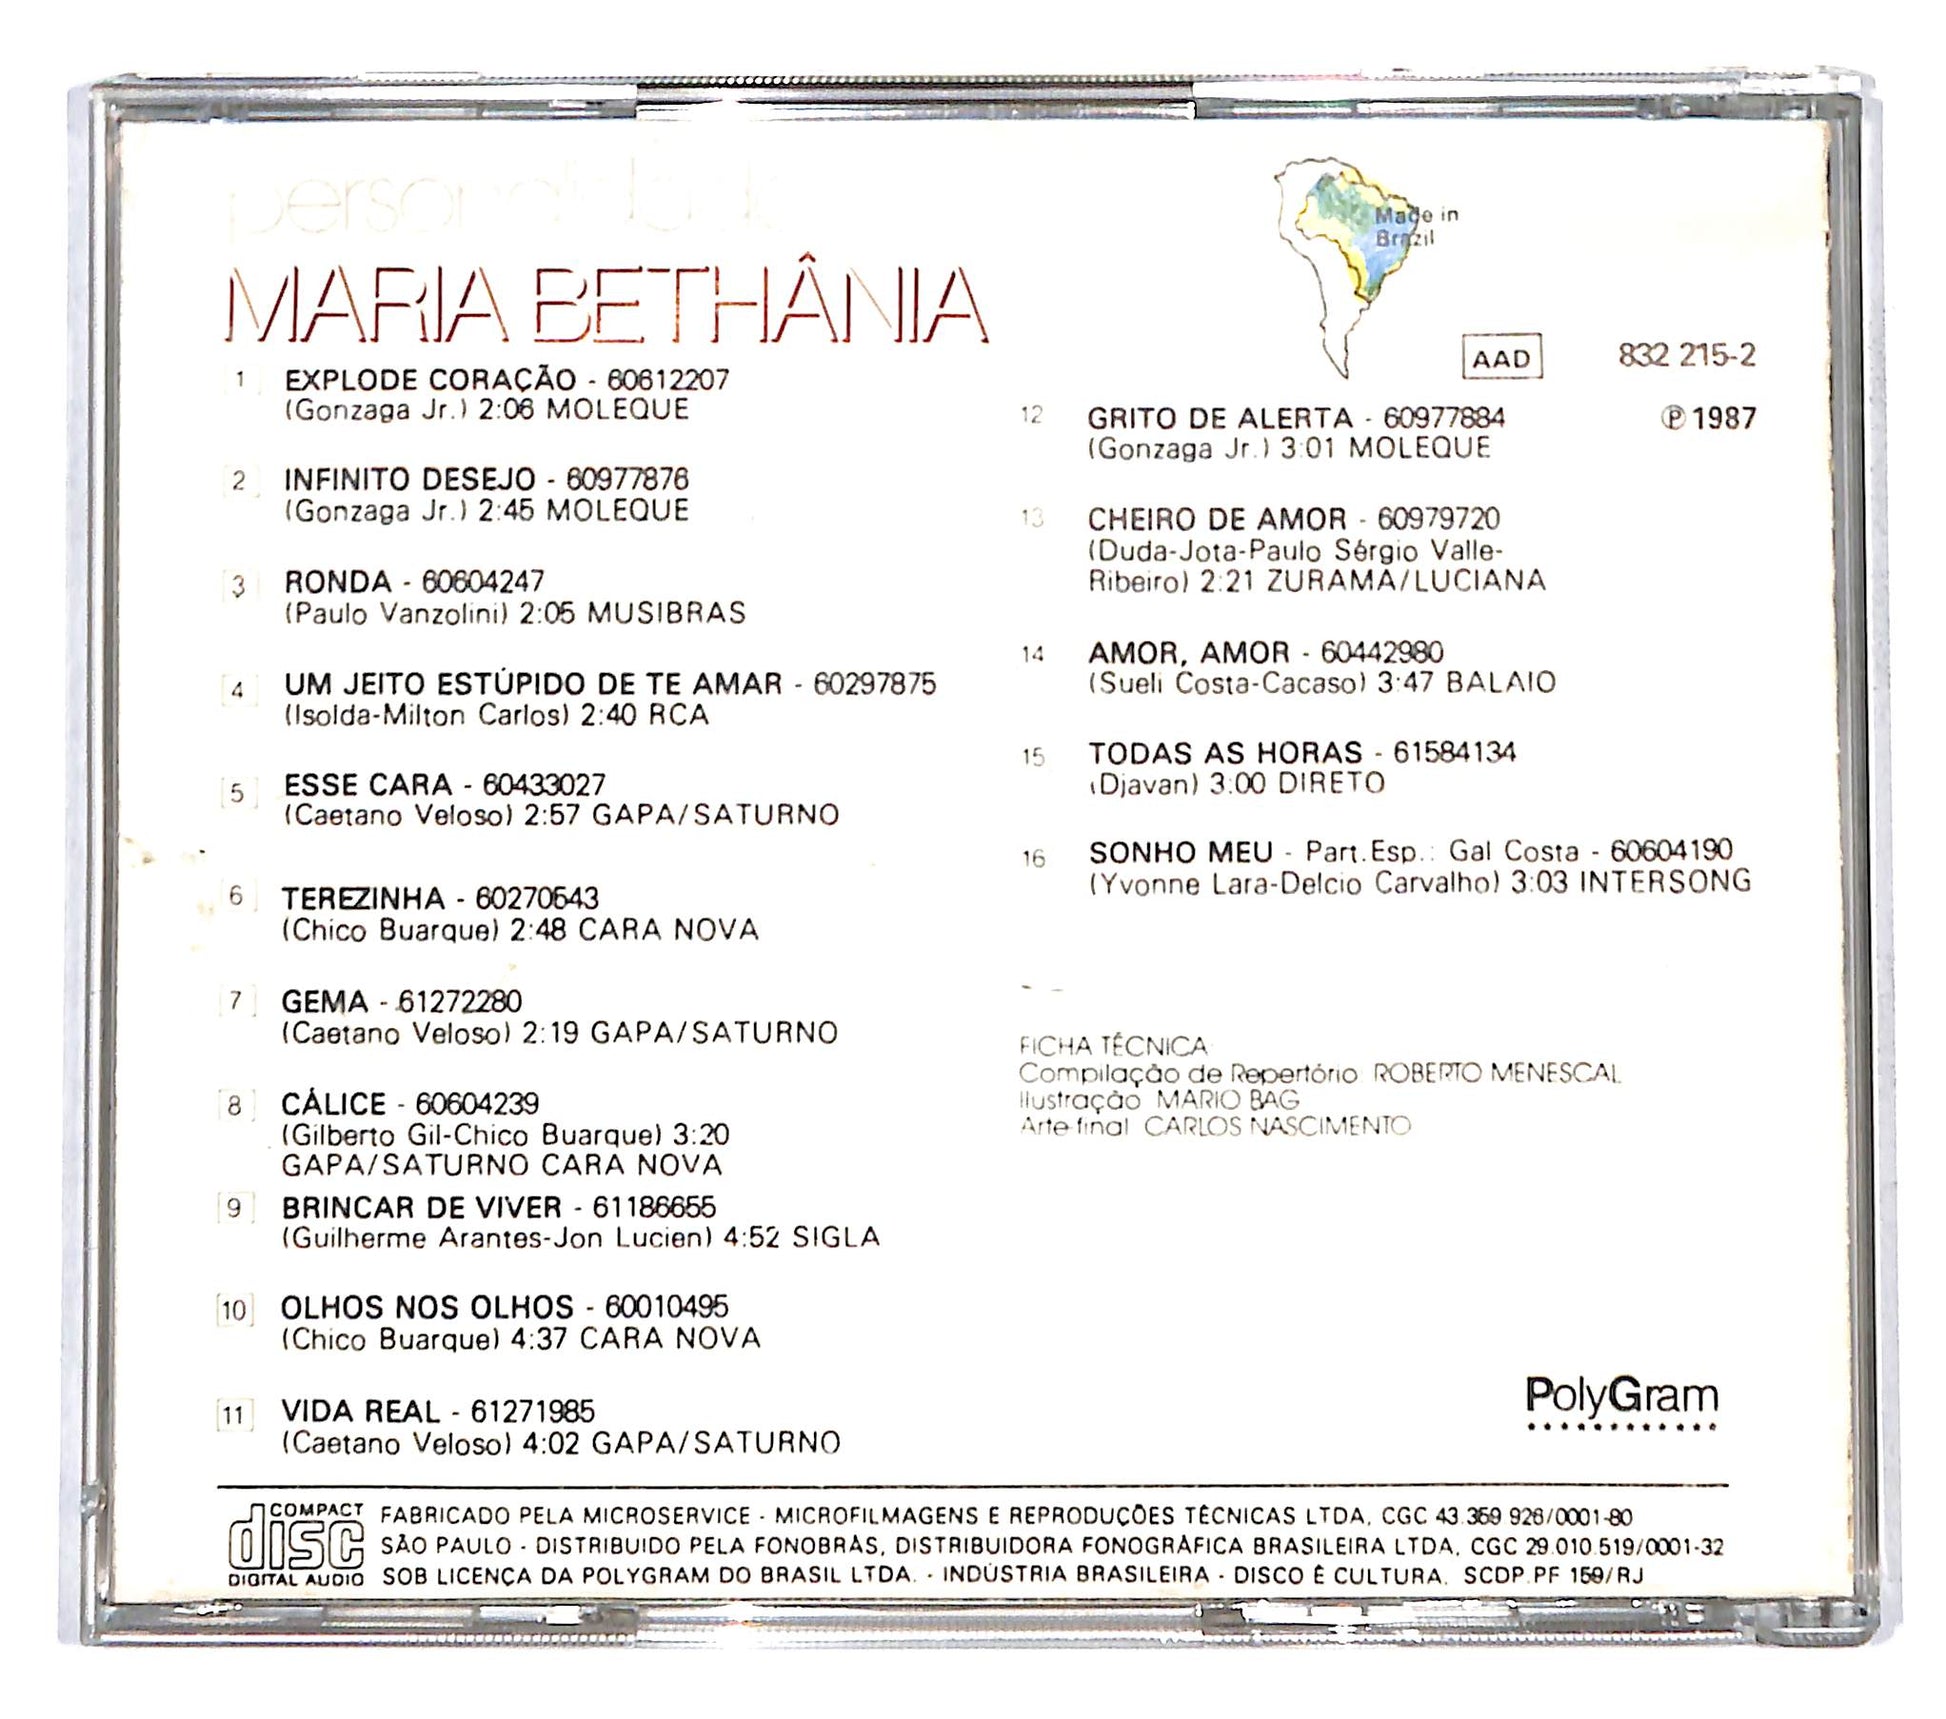 personalidade
MARIA BETHÂNIA
1 EXPLODE CORAÇÃO - 60612207
(Gonzaga Jr.) 2:06 MOLEQUE
2 INFINITO DESEJO - 60977876
(Gonzaga Jr.) 2:45 MOLEQUE
3 RONDA - 60604247
(Paulo Vanzolini) 2:05 MUSIBRAS
4 UM JEITO ESTÚPIDO DE TE AMAR - 60297875
(Isolda-Milton Carlos) 2:40 RCA
5 ESSE CARA - 60433027
(Caetano Veloso) 2:57 GAPA/SATURNO
6 TEREZINHA - 60270543
(Chico Buarque) 2:48 CARA NOVA
7 GEMA - 61272280
(Caetano Veloso) 2:19 GAPA/SATURNO
8 CÁLICE - 60604239
(Gilberto Gil-Chico Buarque) 3:20
GAPA/SATURNO CARA NOVA
9 BRINCAR DE VIVER - 61186655
(Guilherme Arantes-Jon Lucien) 4:52 SIGLA
10 OLHOS NOS OLHOS - 60010495
(Chico Buarque) 4:37 CARA NOVA
11 VIDA REAL - 61271985
(Caetano Veloso) 4:02 GAPA/SATURNO
Made in
Brazil
AAD 832 215-2
℗ 1987
12 GRITO DE ALERTA - 60977884
(Gonzaga Jr.) 3:01 MOLEQUE
13 CHEIRO DE AMOR - 60979720
(Duda-Jota-Paulo Sérgio Valle-
Ribeiro) 2:21 ZURAMA/LUCIANA
14 AMOR, AMOR - 60442980
(Sueli Costa-Cacaso) 3:47 BALAIO
15 TODAS AS HORAS - 61584134
(Djavan) 3:00 DIRETO
16 SONHO MEU - Part.Esp.: Gal Costa - 60604190
(Yvonne Lara-Delcio Carvalho) 3:03 INTERSONG
FICHA TÉCNICA
Compilação de Repertório ROBERTO MENESCAL
Ilustração MARIO BAG
Arte-final CARLOS NASCIMENTO
PolyGram
COMPACT
disc
DIGITAL AUDIO
FABRICADO PELA MICROSERVICE - MICROFILMAGENS E REPRODUÇÕES TÉCNICAS LTDA, CGC 43.359 926/0001-80
SÃO PAULO - DISTRIBUIDO PELA FONOBRÁS, DISTRIBUIDORA FONOGRÁFICA BRASILEIRA LTDA, CGC 29.010.519/0001-32
SOB LICENÇA DA POLYGRAM DO BRASIL LTDA. - INDÚSTRIA BRASILEIRA - DISCO É CULTURA. SCDP.PF 159/RJ